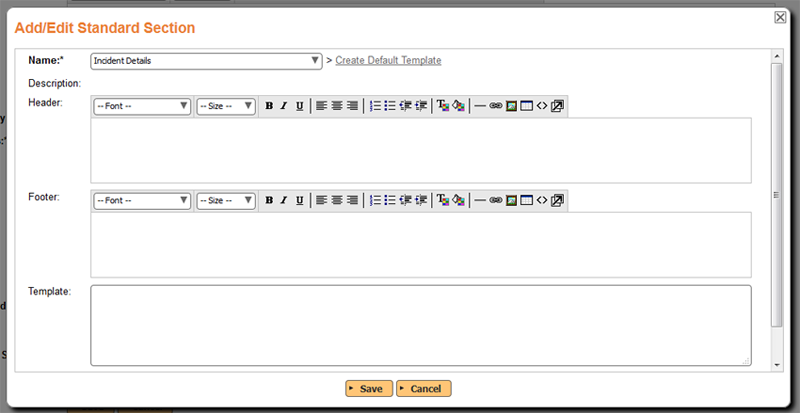 Add/Edit Standard Section
Name:* Incident Details > Create Default Template
Description:
Header: -- Font -- -- Size -- B I U
Footer: -- Font -- -- Size -- B I U
Template:
Save Cancel